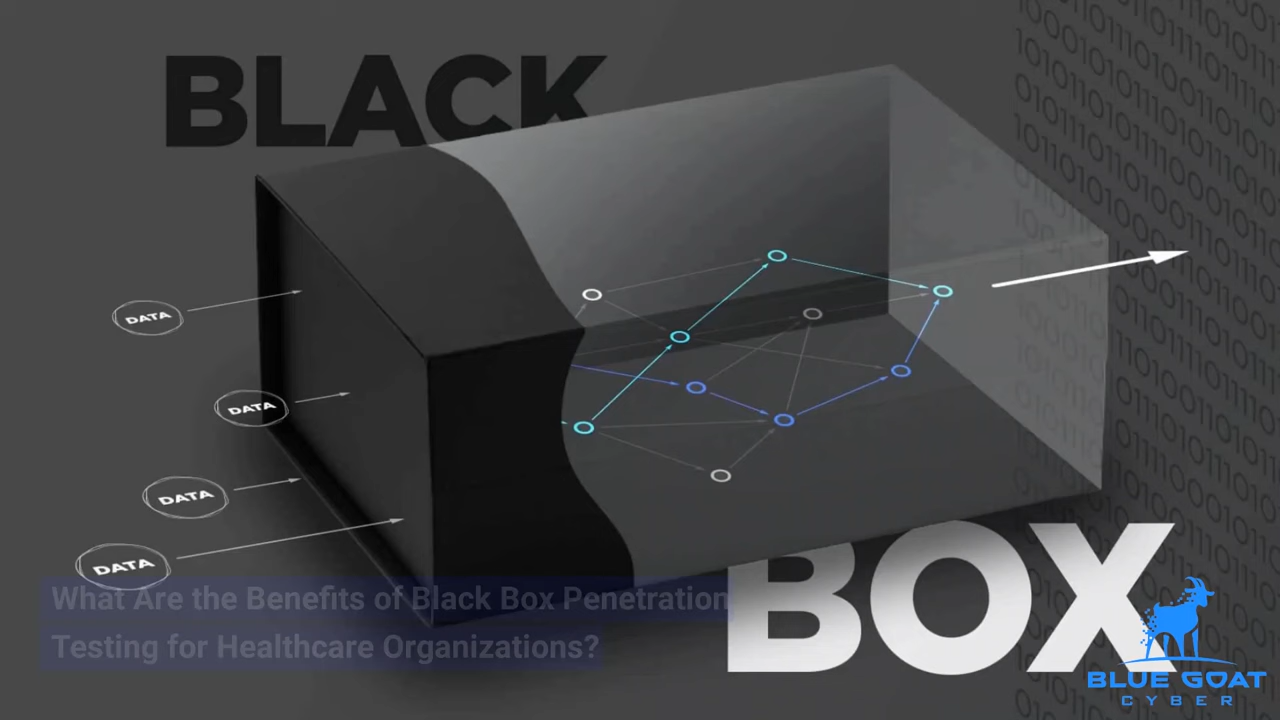 BLACK
DATA
DATA
DATA
DATA
What Are the Benefits of Black Box Penetration
Testing for Healthcare Organizations?
BOX
BLUE GOAT
CYBER